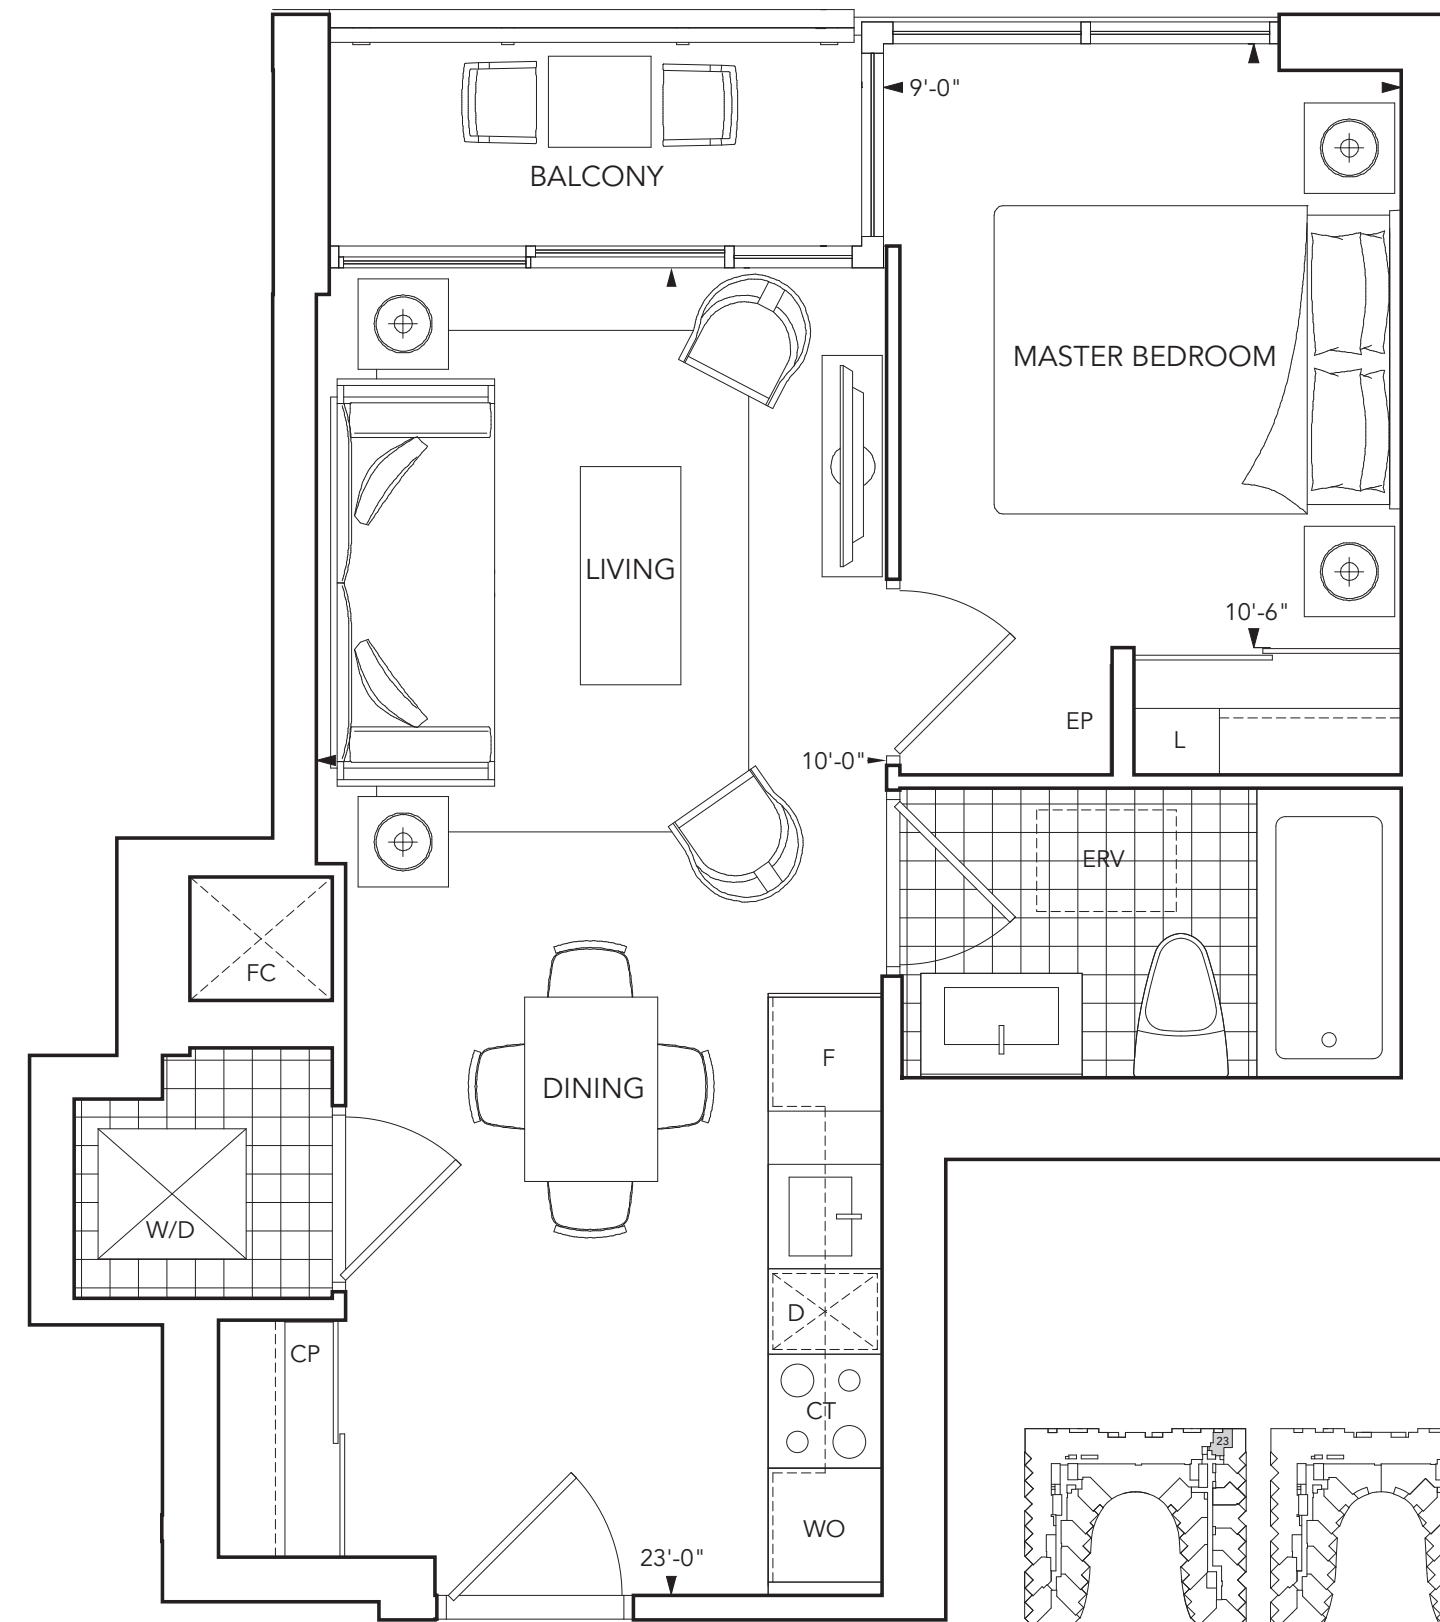 9'-0"
BALCONY
MASTER BEDROOM
LIVING
10'-6"
EP
L
10'-0"
ERV
FC
F
DINING
W/D
D
CP
CT
23
WO
23'-0"